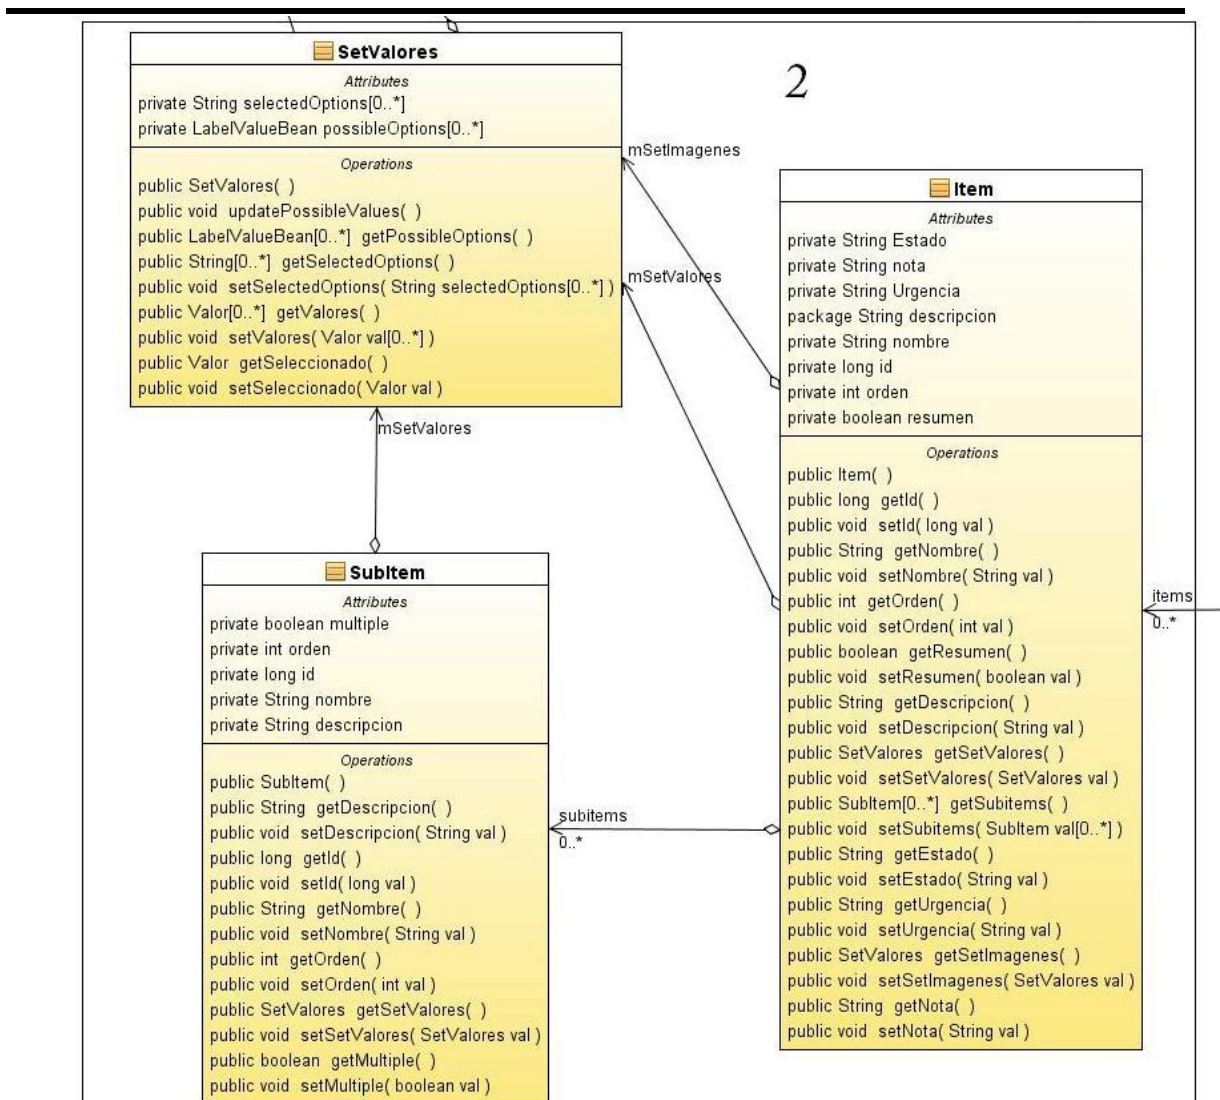 SetValores
Attributes
private String selectedOptions[0..*]
private LabelValueBean possibleOptions[0..*]
Operations
public SetValores( )
public void updatePossibleValues( )
public LabelValueBean[0..*] getPossibleOptions( )
public String[0..*] getSelectedOptions( )
public void setSelectedOptions( String selectedOptions[0..*] )
public Valor[0..*] getValores( )
public void setValores( Valor val[0..*] )
public Valor getSeleccionado( )
public void setSeleccionado( Valor val )
2
mSetImagenes
mSetValores
mSetValores
Item
Attributes
private String Estado
private String nota
private String Urgencia
package String descripcion
private String nombre
private long id
private int orden
private boolean resumen
Operations
public Item( )
public long getId( )
public void setId( long val )
public String getNombre( )
public void setNombre( String val )
public int getOrden( )
public void setOrden( int val )
public boolean getResumen( )
public void setResumen( boolean val )
public String getDescripcion( )
public void setDescripcion( String val )
public SetValores getSetValores( )
public void setSetValores( SetValores val )
public SubItem[0..*] getSubitems( )
public void setSubitems( SubItem val[0..*] )
public String getEstado( )
public void setEstado( String val )
public String getUrgencia( )
public void setUrgencia( String val )
public SetValores getSetImagenes( )
public void setSetImagenes( SetValores val )
public String getNota( )
public void setNota( String val )
items
0..*
SubItem
Attributes
private boolean multiple
private int orden
private long id
private String nombre
private String descripcion
Operations
public SubItem( )
public String getDescripcion( )
public void setDescripcion( String val )
public long getId( )
public void setId( long val )
public String getNombre( )
public void setNombre( String val )
public int getOrden( )
public void setOrden( int val )
public SetValores getSetValores( )
public void setSetValores( SetValores val )
public boolean getMultiple( )
public void setMultiple( boolean val )
subitems
0..*